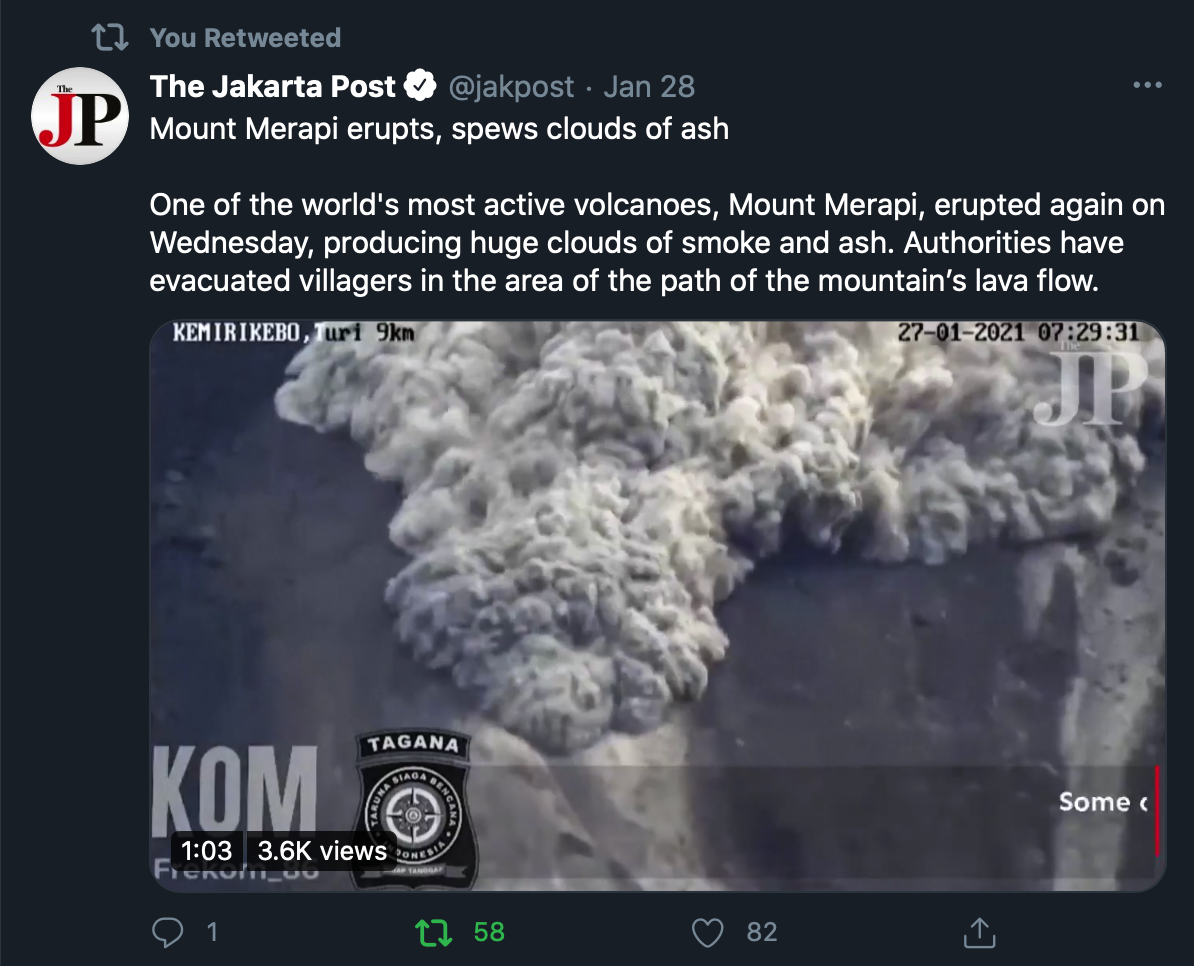 You Retweeted
The Jakarta Post @jakpost · Jan 28
The
JP
Mount Merapi erupts, spews clouds of ash
One of the world's most active volcanoes, Mount Merapi, erupted again on
Wednesday, producing huge clouds of smoke and ash. Authorities have
evacuated villagers in the area of the path of the mountain’s lava flow.
KEMIRIKEBO,Turi 9km
27-01-2021 07:29:31
The
JP
KOM
TAGANA
TARUNA SIAGA BENCANA
Some
1:03
3.6K views
1
58
82